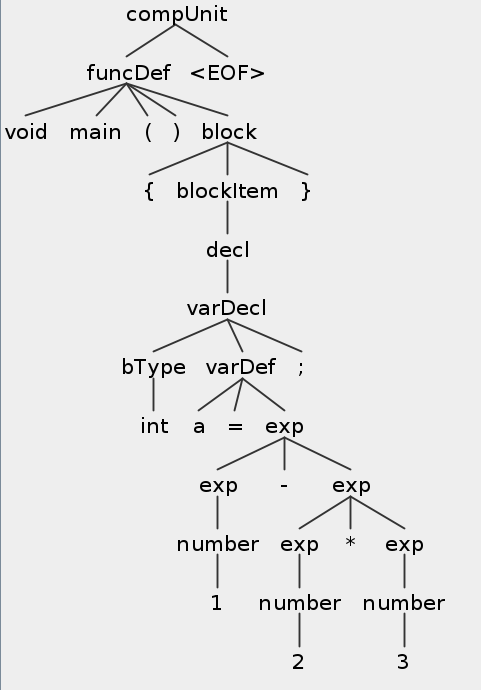 compUnit
funcDef <EOF>
void main ( ) block
{ blockItem }
decl
varDecl
bType varDef ;
int a = exp
exp - exp
number exp * exp
1 number number
2 3